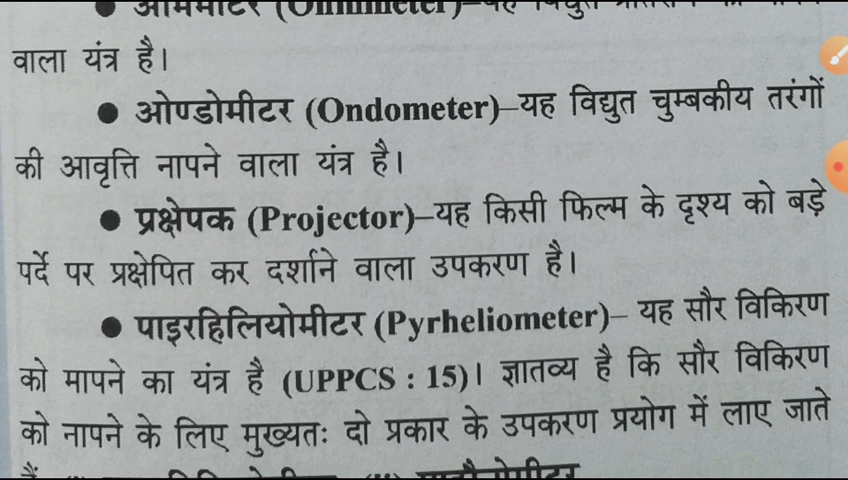 वाला यंत्र है।
● ओण्डोमीटर (Ondometer)–यह विद्युत चुम्बकीय तरंगों
की आवृत्ति नापने वाला यंत्र है।
● प्रक्षेपक (Projector)–यह किसी फिल्म के दृश्य को बड़े
पर्दे पर प्रक्षेपित कर दर्शाने वाला उपकरण है।
● पाइरहिलियोमीटर (Pyrheliometer)– यह सौर विकिरण
को मापने का यंत्र है (UPPCS : 15)। ज्ञातव्य है कि सौर विकिरण
को नापने के लिए मुख्यतः दो प्रकार के उपकरण प्रयोग में लाए जाते